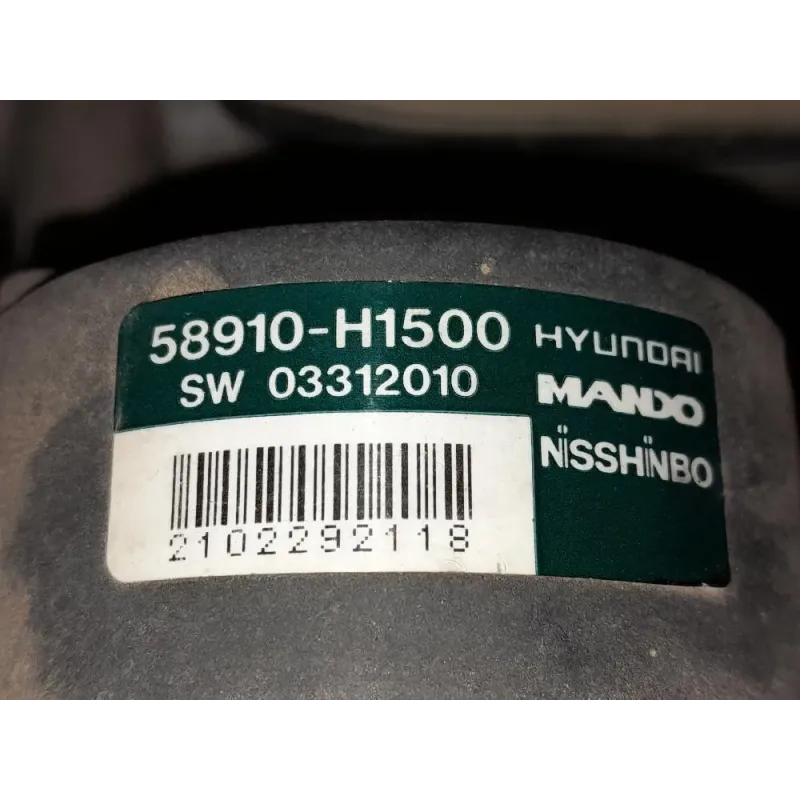 58910-H1500
SW 03312010
HYUNDAI
MANDO
NISSHINBO
2102292118